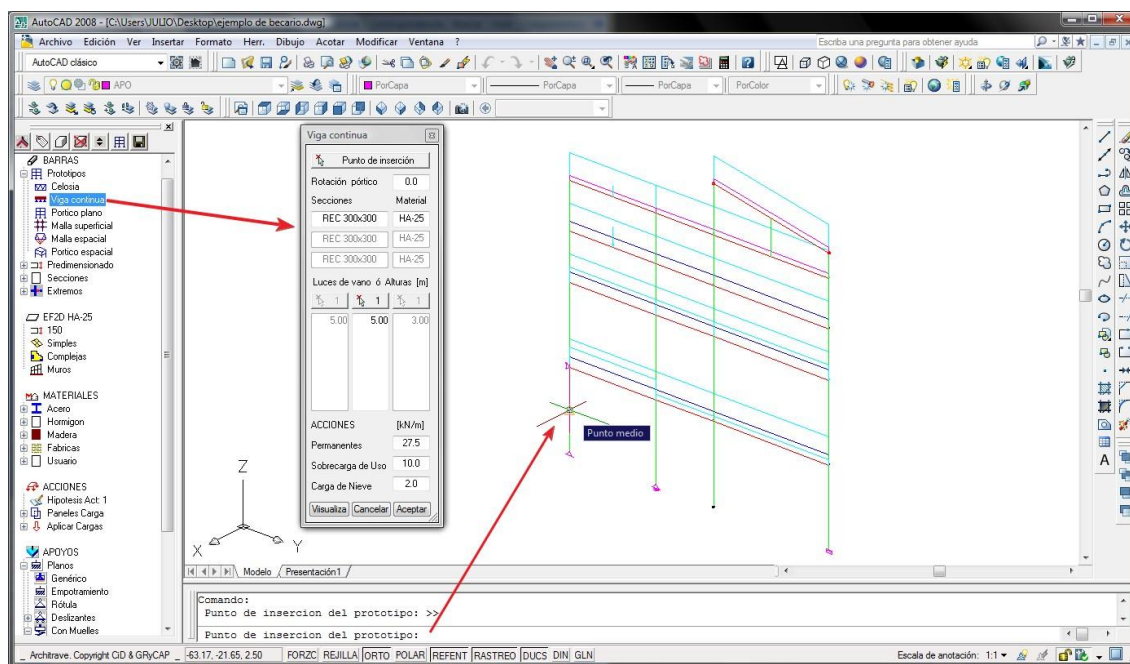 AutoCAD 2008 - [C:\Users\JULIO\Desktop\ejemplo de becario.dwg]
Archivo Edición Ver Insertar Formato Herr. Dibujo Acotar Modificar Ventana ?
Escriba una pregunta para obtener ayuda
AutoCAD clásico
APO
PorCapa
PorCapa
PorCapa
PorColor
BARRAS
Prototipos
Celosia
Viga continua
Portico plano
Malla superficial
Malla espacial
Portico espacial
Predimensionado
Secciones
Extremos
EF2D HA-25
150
Simples
Complejas
Muros
MATERIALES
Acero
Hormigon
Madera
Fabricas
Usuario
ACCIONES
Hipotesis Act: 1
Paneles Carga
Aplicar Cargas
APOYOS
Planos
Genérico
Empotramiento
Rótula
Deslizantes
Con Muelles
Viga continua
Punto de inserción
Rotación pórtico 0.0
Secciones Material
REC 300x300 HA-25
REC 300x300 HA-25
REC 300x300 HA-25
Luces de vano ó Alturas [m]
1 1 1
5.00 5.00 3.00
ACCIONES [kN/m]
Permanentes 27.5
Sobrecarga de Uso 10.0
Carga de Nieve 2.0
Visualiza Cancelar Aceptar
Punto medio
Z
X
Y
Modelo Presentación1
Comando:
Punto de insercion del prototipo: >>
Punto de insercion del prototipo:
Architrave. Copyright CiD & GRyCAP
-63.17, -21.65, 2.50
FORZC REJILLA ORTO POLAR REFENT RASTREO DUCS DIN GLN
Escala de anotación: 1:1